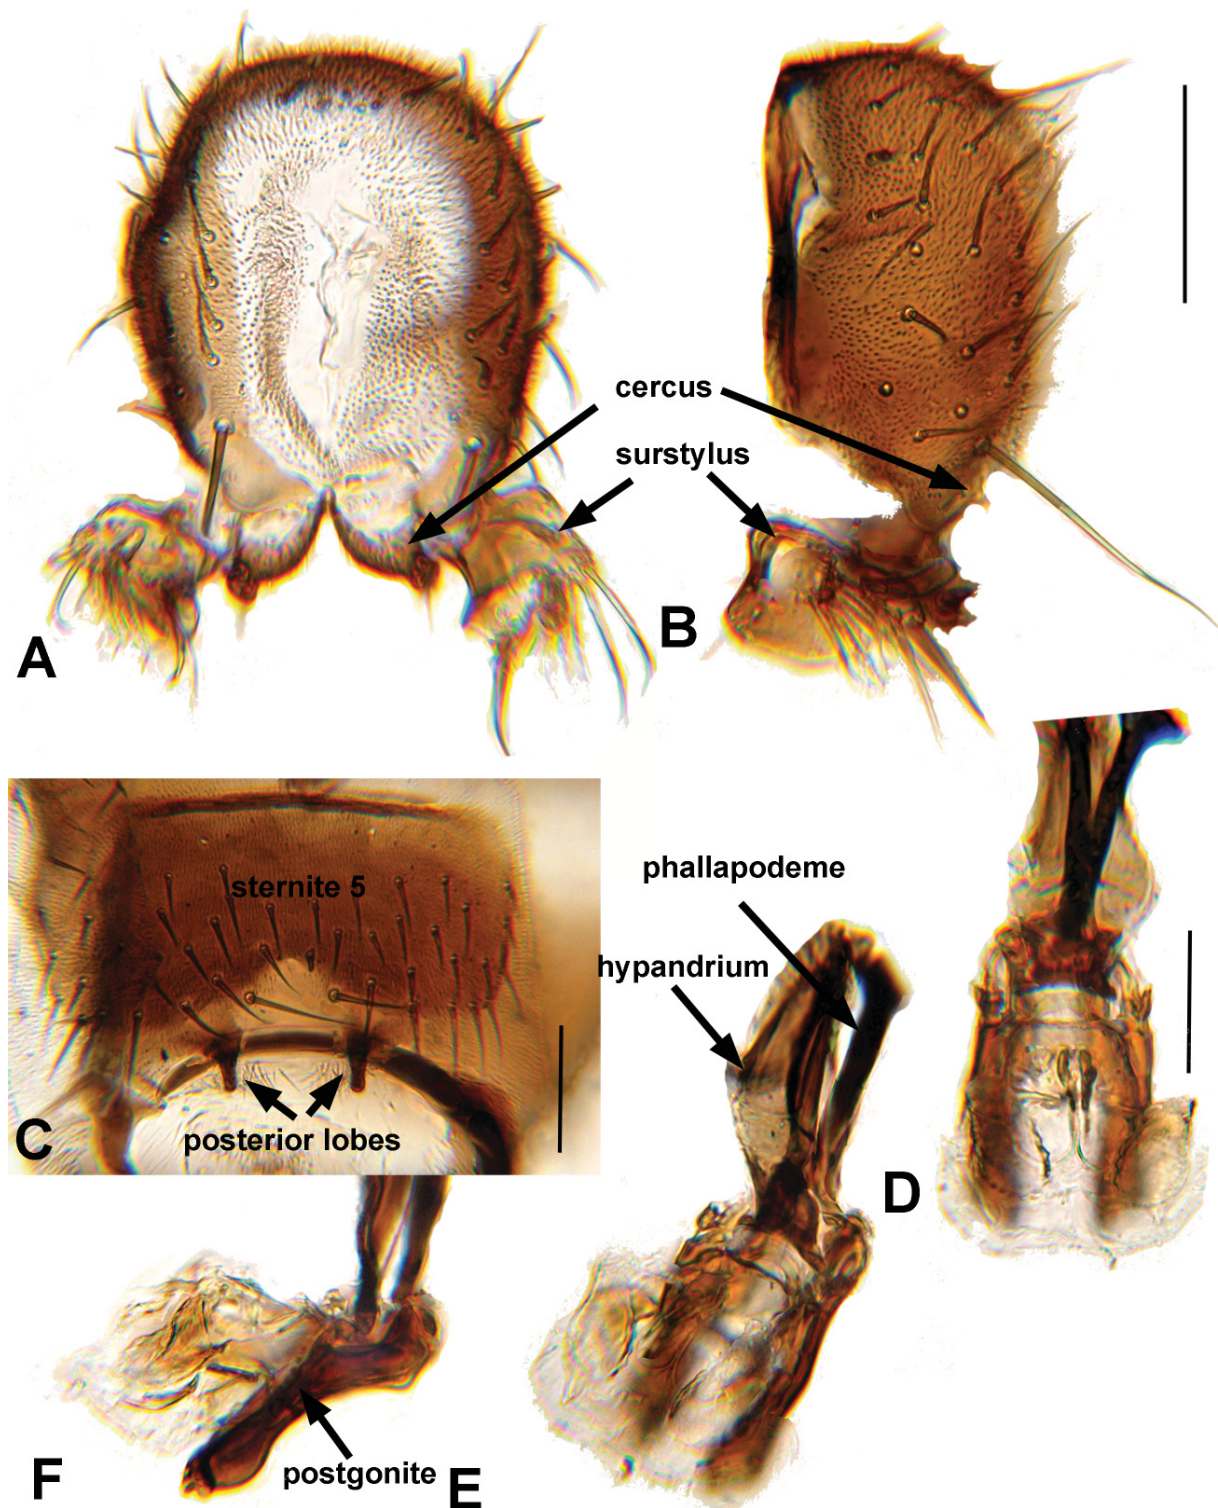 cercus
surstylus
A
B
sternite 5
phallapodeme
hypandrium
posterior lobes
C
D
postgonite
F
E